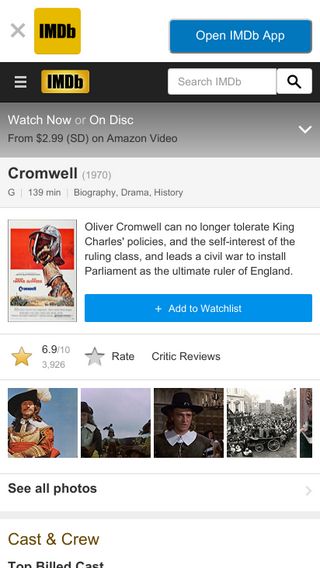 IMDb
Open IMDb App
IMDb
Search IMDb
Watch Now or On Disc
From $2.99 (SD) on Amazon Video
Cromwell (1970)
G | 139 min | Biography, Drama, History
Oliver Cromwell can no longer tolerate King
Charles' policies, and the self-interest of the
ruling class, and leads a civil war to install
Parliament as the ultimate ruler of England.
Cromwell
+ Add to Watchlist
6.9/10
3,926
Rate
Critic Reviews
See all photos
Cast & Crew
Top Billed Cast